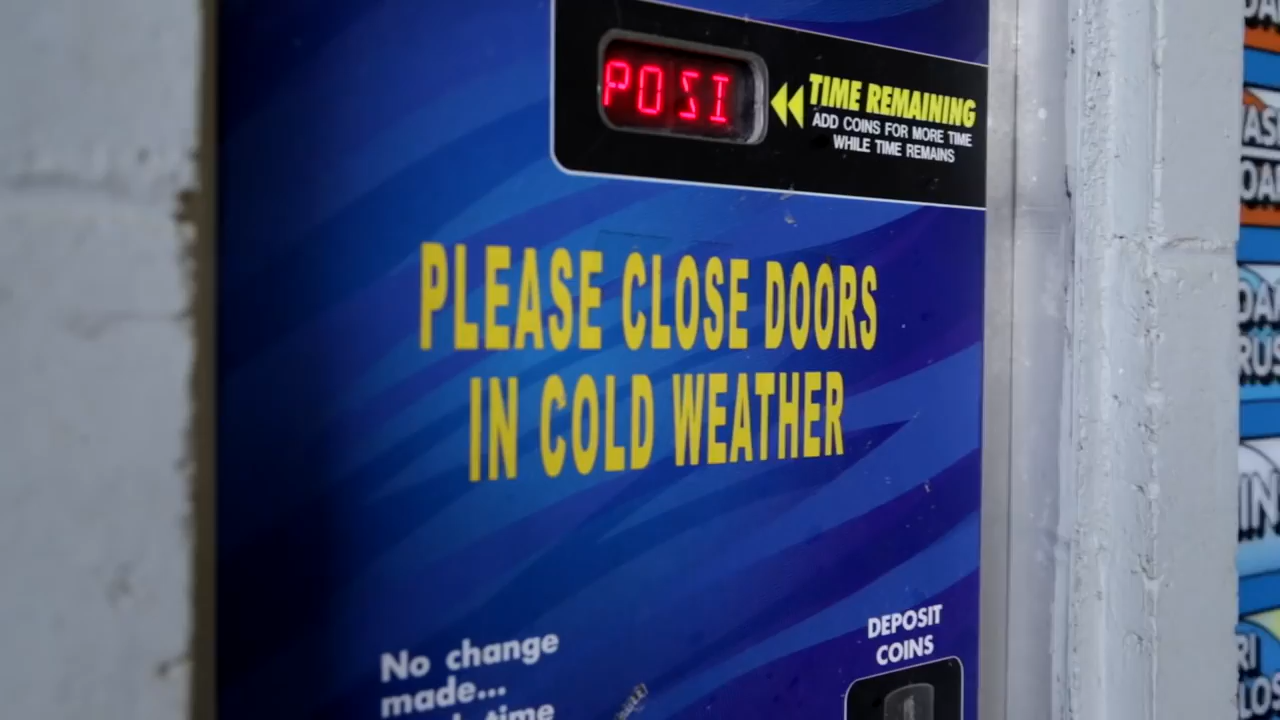 POSI
TIME REMAINING
ADD COINS FOR MORE TIME
WHILE TIME REMAINS
PLEASE CLOSE DOORS
IN COLD WEATHER
DEPOSIT
COINS
No change
made...
time